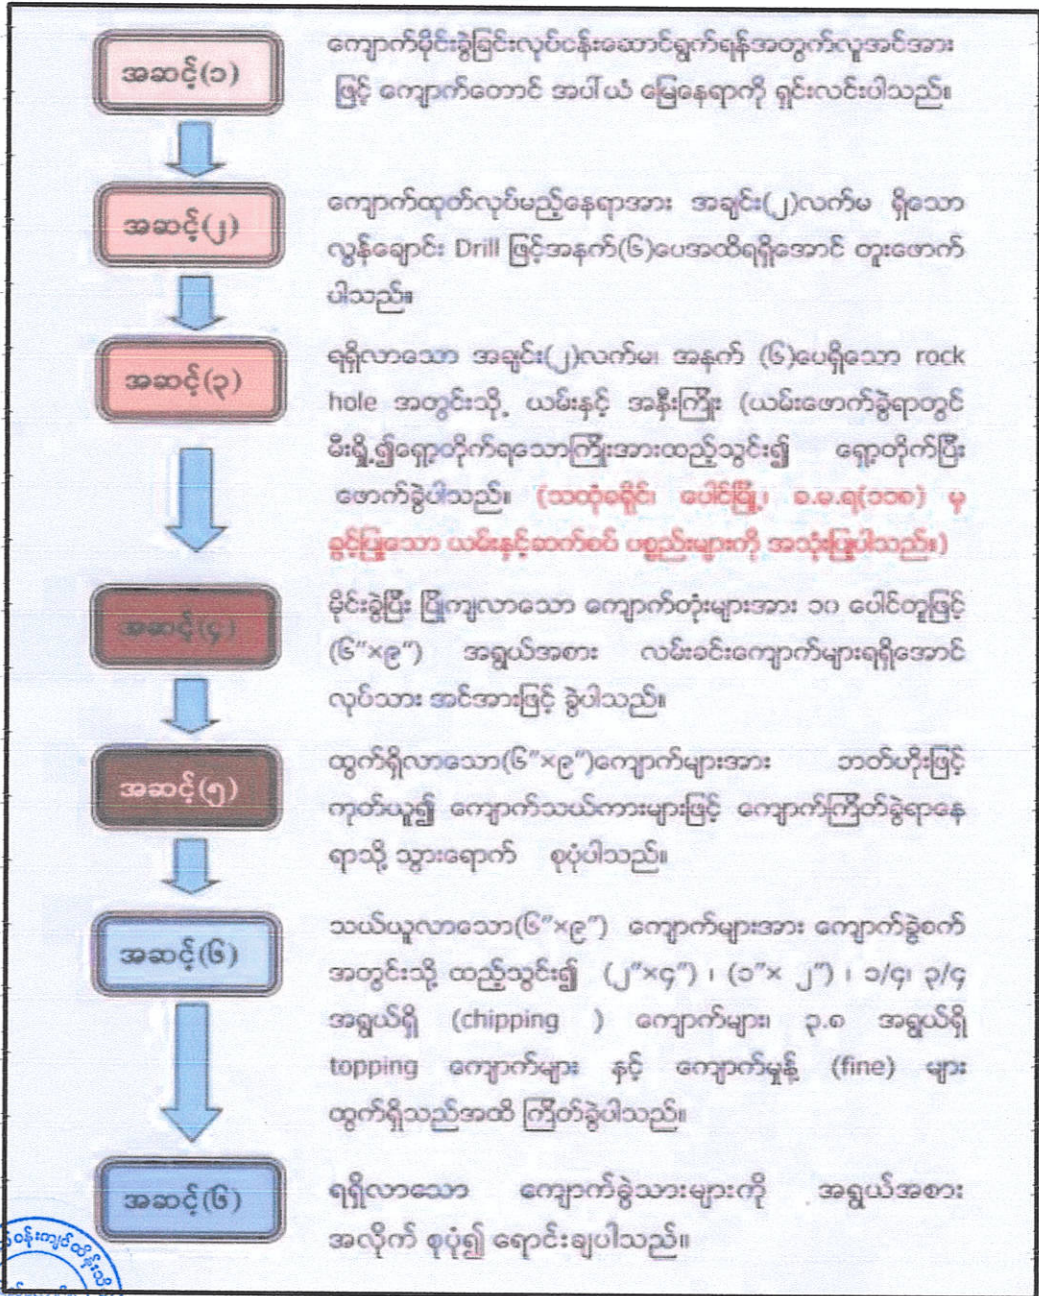 အဆင့်(၁)
ကျောက်မိုင်းခွဲခြင်းလုပ်ငန်းဆောင်ရွက်ရန်အတွက်လူအင်အား
ဖြင့် ကျောက်တောင် အပေါ်ယံ မြေနေရာကို ရှင်းလင်းပါသည်။
အဆင့်(၂)
ကျောက်ထုတ်လုပ်မည့်နေရာအား အချင်း(၂)လက်မ ရှိသော
လွန်ချောင်း Drill ဖြင့်အနက်(၆)ပေအထိရရှိအောင် တူးဖောက်
ပါသည်။
အဆင့်(၃)
ရရှိလာသော အချင်း(၂)လက်မ၊ အနက် (၆)ပေရှိသော rock
hole အတွင်းသို့ ယမ်းနှင့် အနီးကြိုး (ယမ်းဖောက်ခွဲရာတွင်
မီးရှို့၍ရှော့တိုက်ရသောကြိုးအားထည့်သွင်း၍ ရှော့တိုက်ပြီး
ဖောက်ခွဲပါသည်။ (သထုံခရိုင်၊ ပေါင်မြို့၊ ခ.မ.ရ(၁၁၈) မှ
ခွင့်ပြုသော ယမ်းနှင့်ဆက်စပ် ပစ္စည်းများကို အသုံးပြုပါသည်။)
အဆင့်(၄)
မိုင်းခွဲပြီး ပြိုကျလာသော ကျောက်တုံးများအား ၁၀ ပေါင်တူဖြင့်
(၆"×၉") အရွယ်အစား လမ်းခင်းကျောက်များရရှိအောင်
လုပ်သား အင်အားဖြင့် ခွဲပါသည်။
အဆင့်(၅)
ထွက်ရှိလာသော(၆"×၉")ကျောက်များအား ဘတ်ဟိုးဖြင့်
ကုတ်ယူ၍ ကျောက်သယ်ကားများဖြင့် ကျောက်ကြိတ်ခွဲရာနေ
ရာသို့ သွားရောက် စုပုံပါသည်။
အဆင့်(၆)
သယ်ယူလာသော(၆"×၉") ကျောက်များအား ကျောက်ခွဲစက်
အတွင်းသို့ ထည့်သွင်း၍ (၂"×၄") ၊ (၁"× ၂") ၊ ၁/၄၊ ၃/၄
အရွယ်ရှိ (chipping ) ကျောက်များ၊ ၃.၈ အရွယ်ရှိ
topping ကျောက်များ နှင့် ကျောက်မှုန့် (fine) များ
ထွက်ရှိသည်အထိ ကြိတ်ခွဲပါသည်။
အဆင့်(၆)
ရရှိလာသော ကျောက်ခွဲသားများကို အရွယ်အစား
အလိုက် စုပုံ၍ ရောင်းချပါသည်။